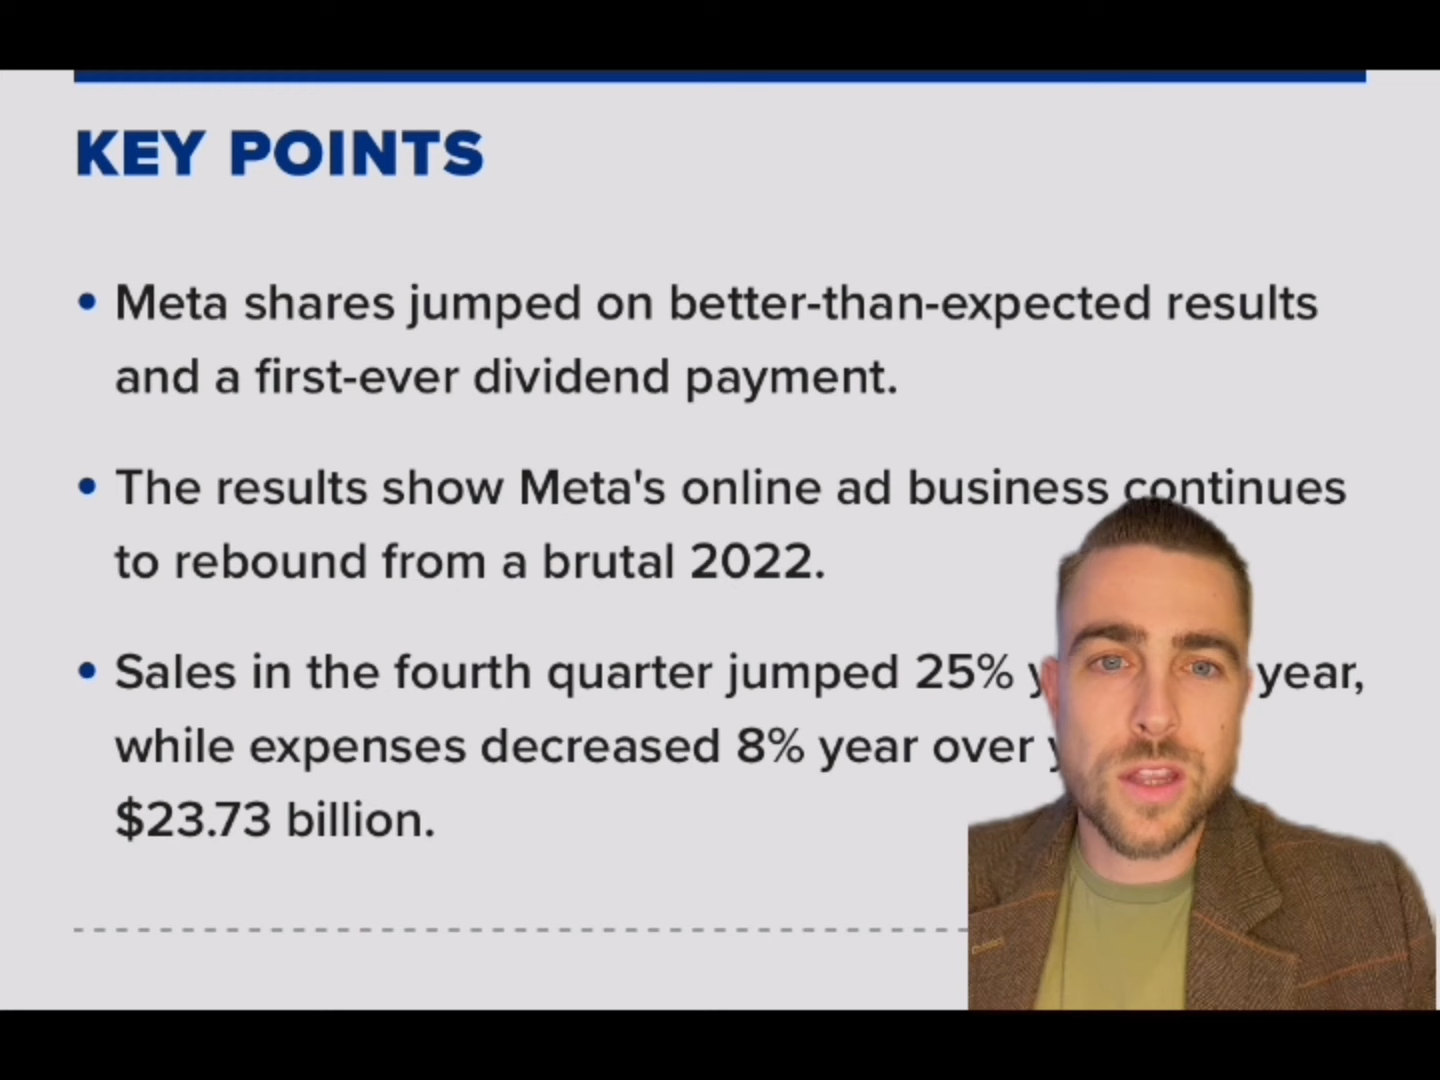 KEY POINTS
• Meta shares jumped on better-than-expected results
and a first-ever dividend payment.
• The results show Meta's online ad business continues
to rebound from a brutal 2022.
• Sales in the fourth quarter jumped 25% year,
while expenses decreased 8% year over
$23.73 billion.